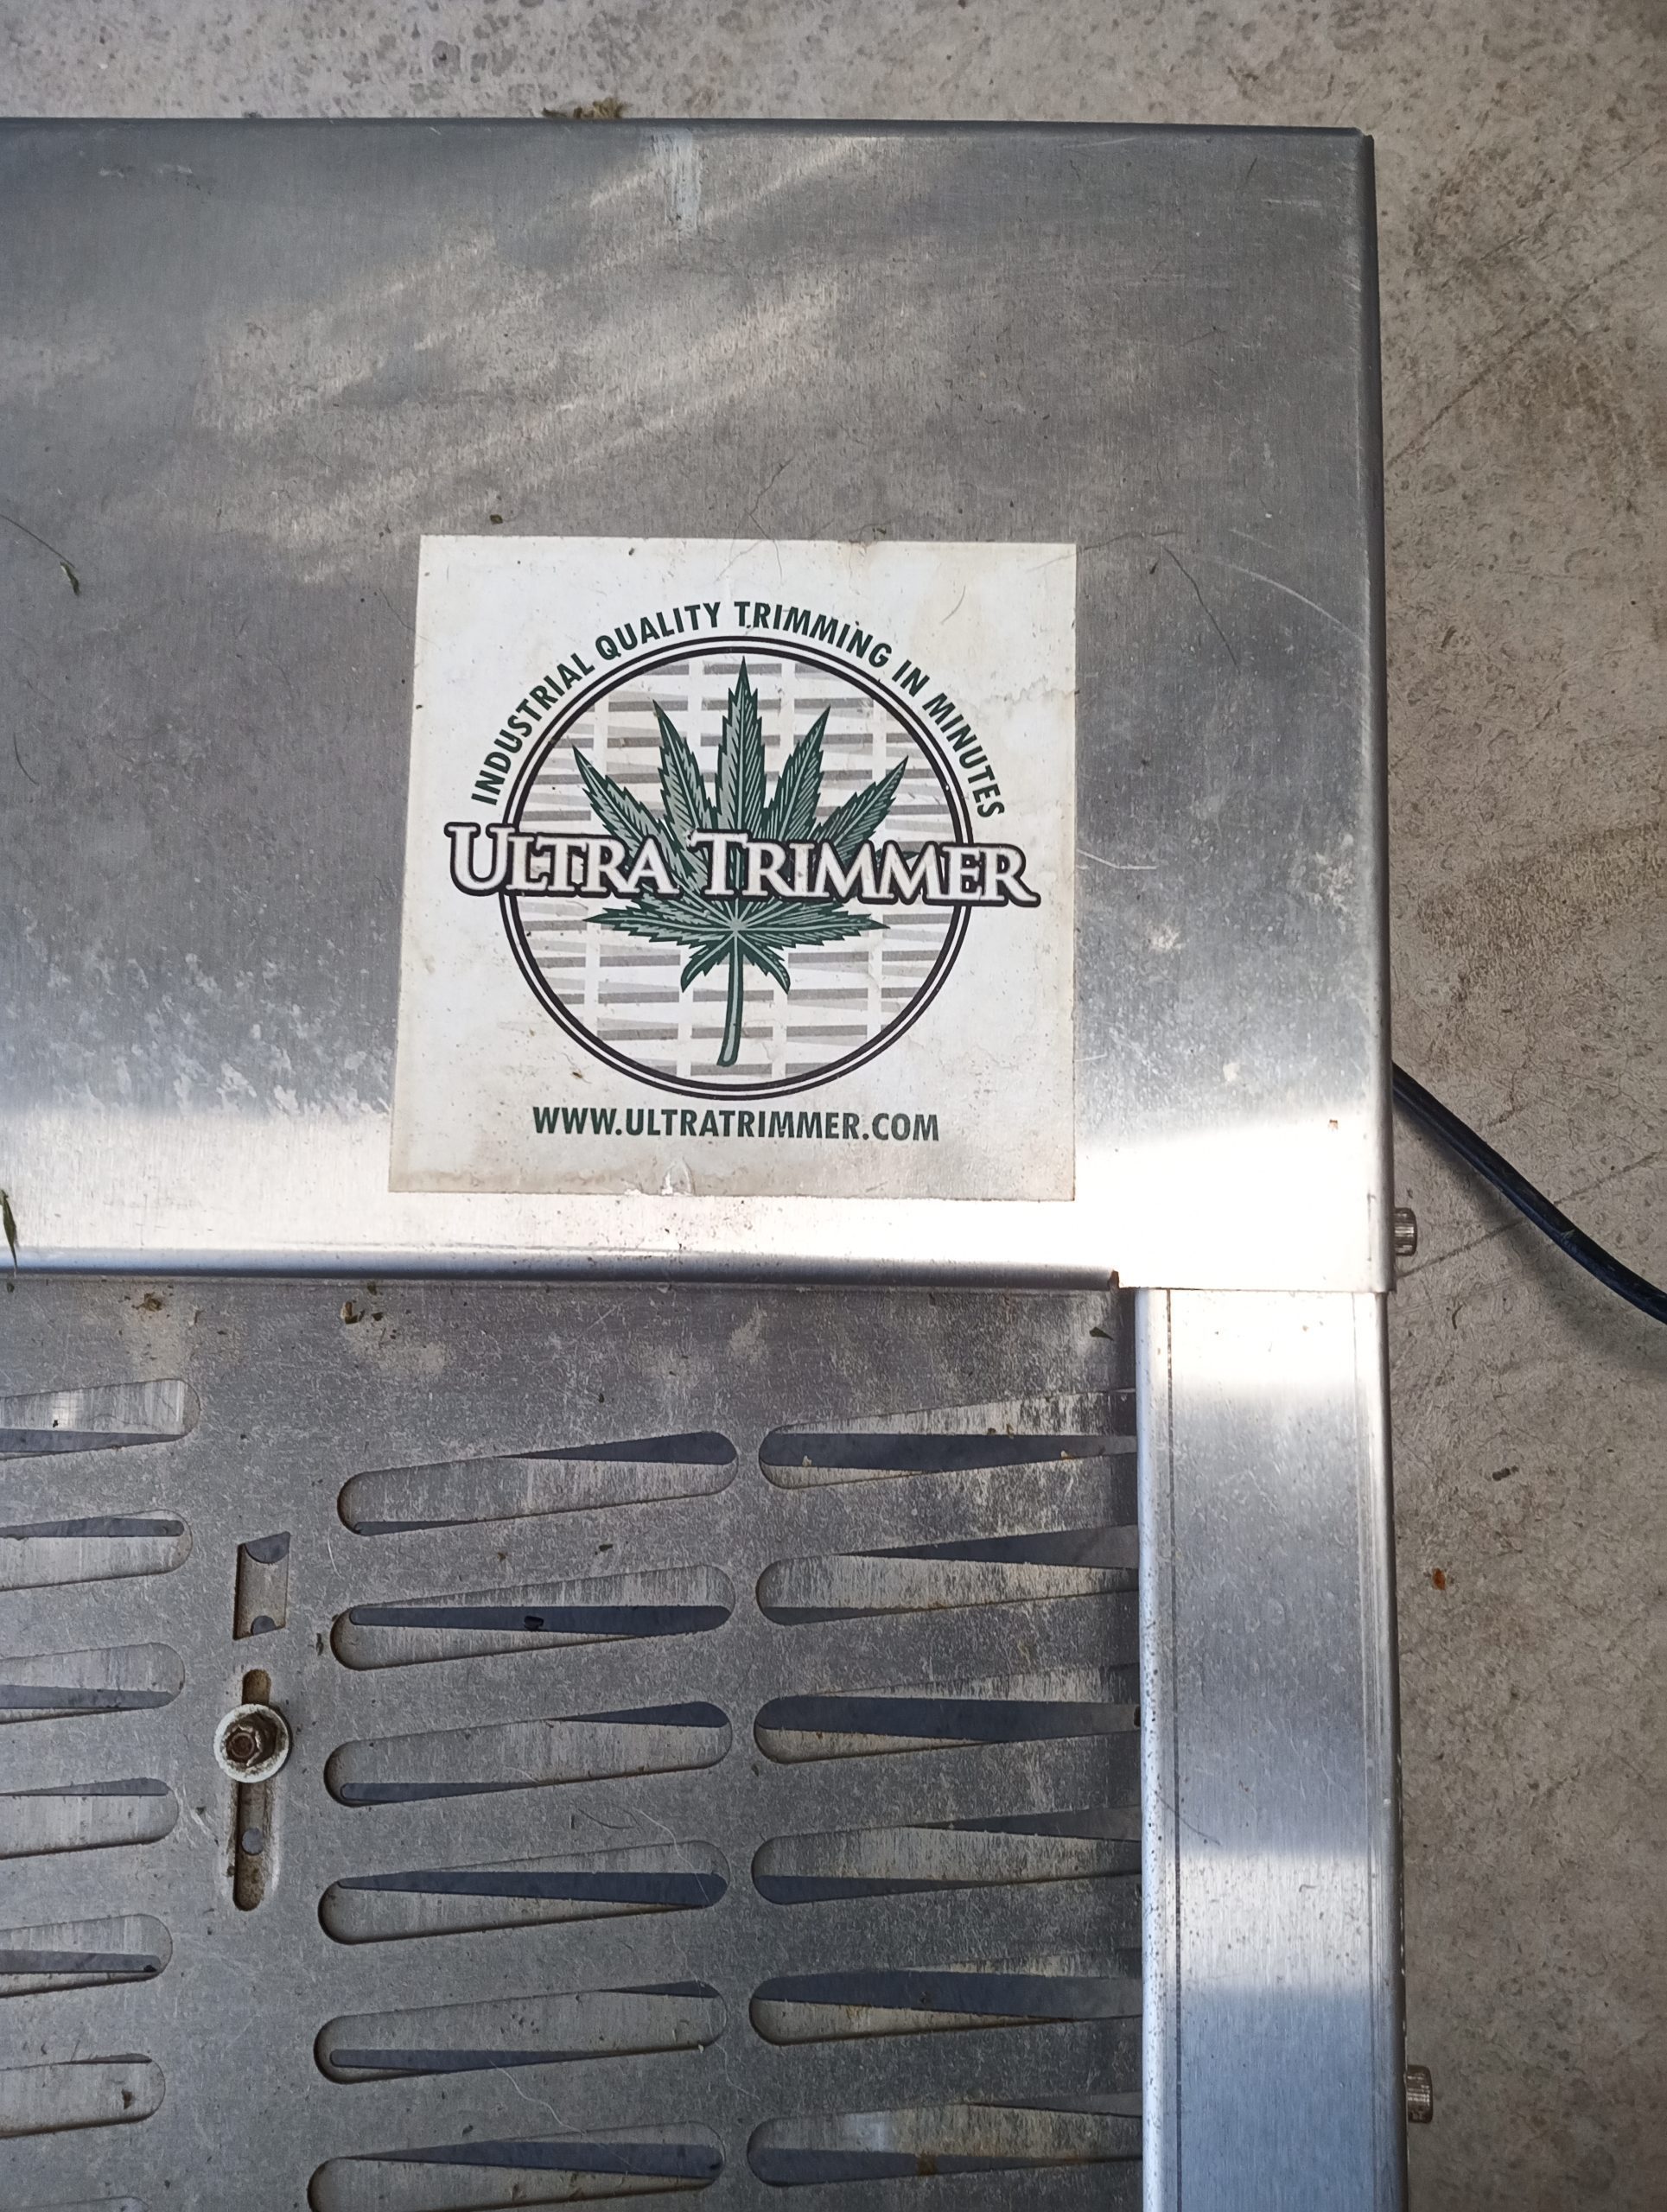 INDUSTRIAL QUALITY TRIMMING IN MINUTES
ULTRA TRIMMER
WWW.ULTRATRIMMER.COM